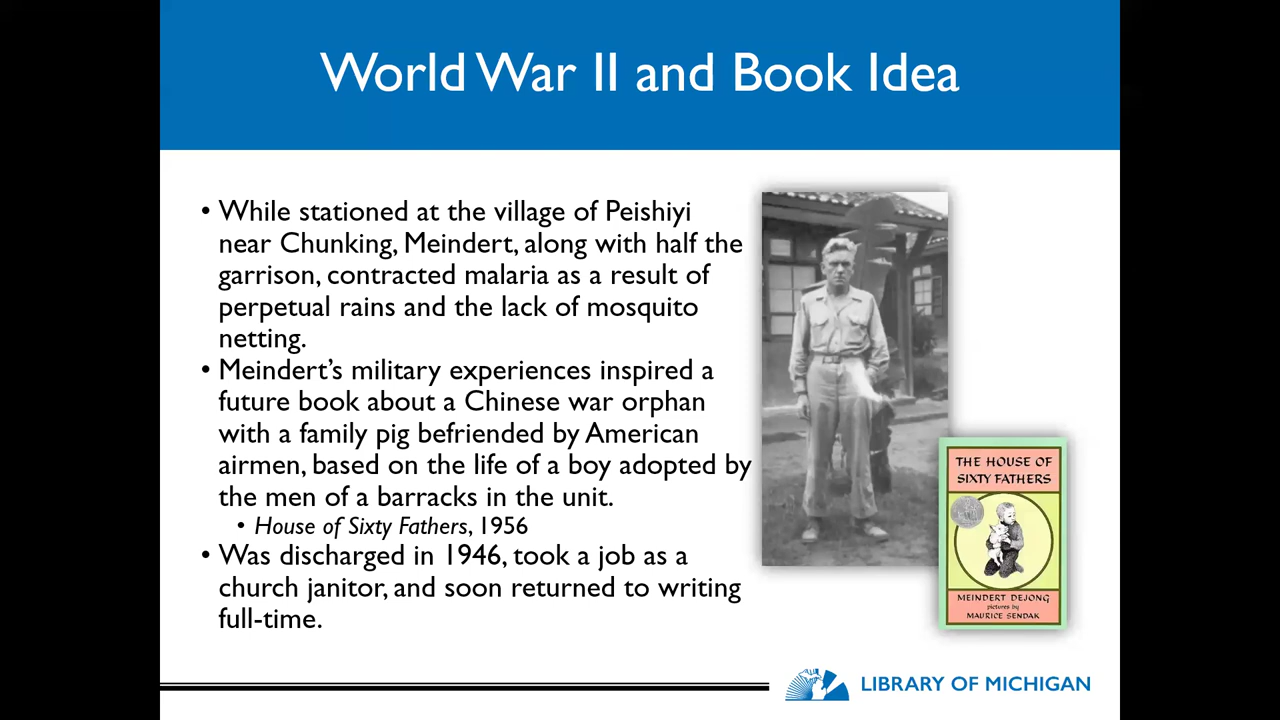 World War II and Book Idea
• While stationed at the village of Peishiyi
near Chunking, Meindert, along with half the
garrison, contracted malaria as a result of
perpetual rains and the lack of mosquito
netting.
• Meindert’s military experiences inspired a
future book about a Chinese war orphan
with a family pig befriended by American
airmen, based on the life of a boy adopted by
the men of a barracks in the unit.
• House of Sixty Fathers, 1956
• Was discharged in 1946, took a job as a
church janitor, and soon returned to writing
full-time.
THE HOUSE OF
SIXTY FATHERS
MEINDERT DEJONG
pictures by
MAURICE SENDAK
LIBRARY OF MICHIGAN